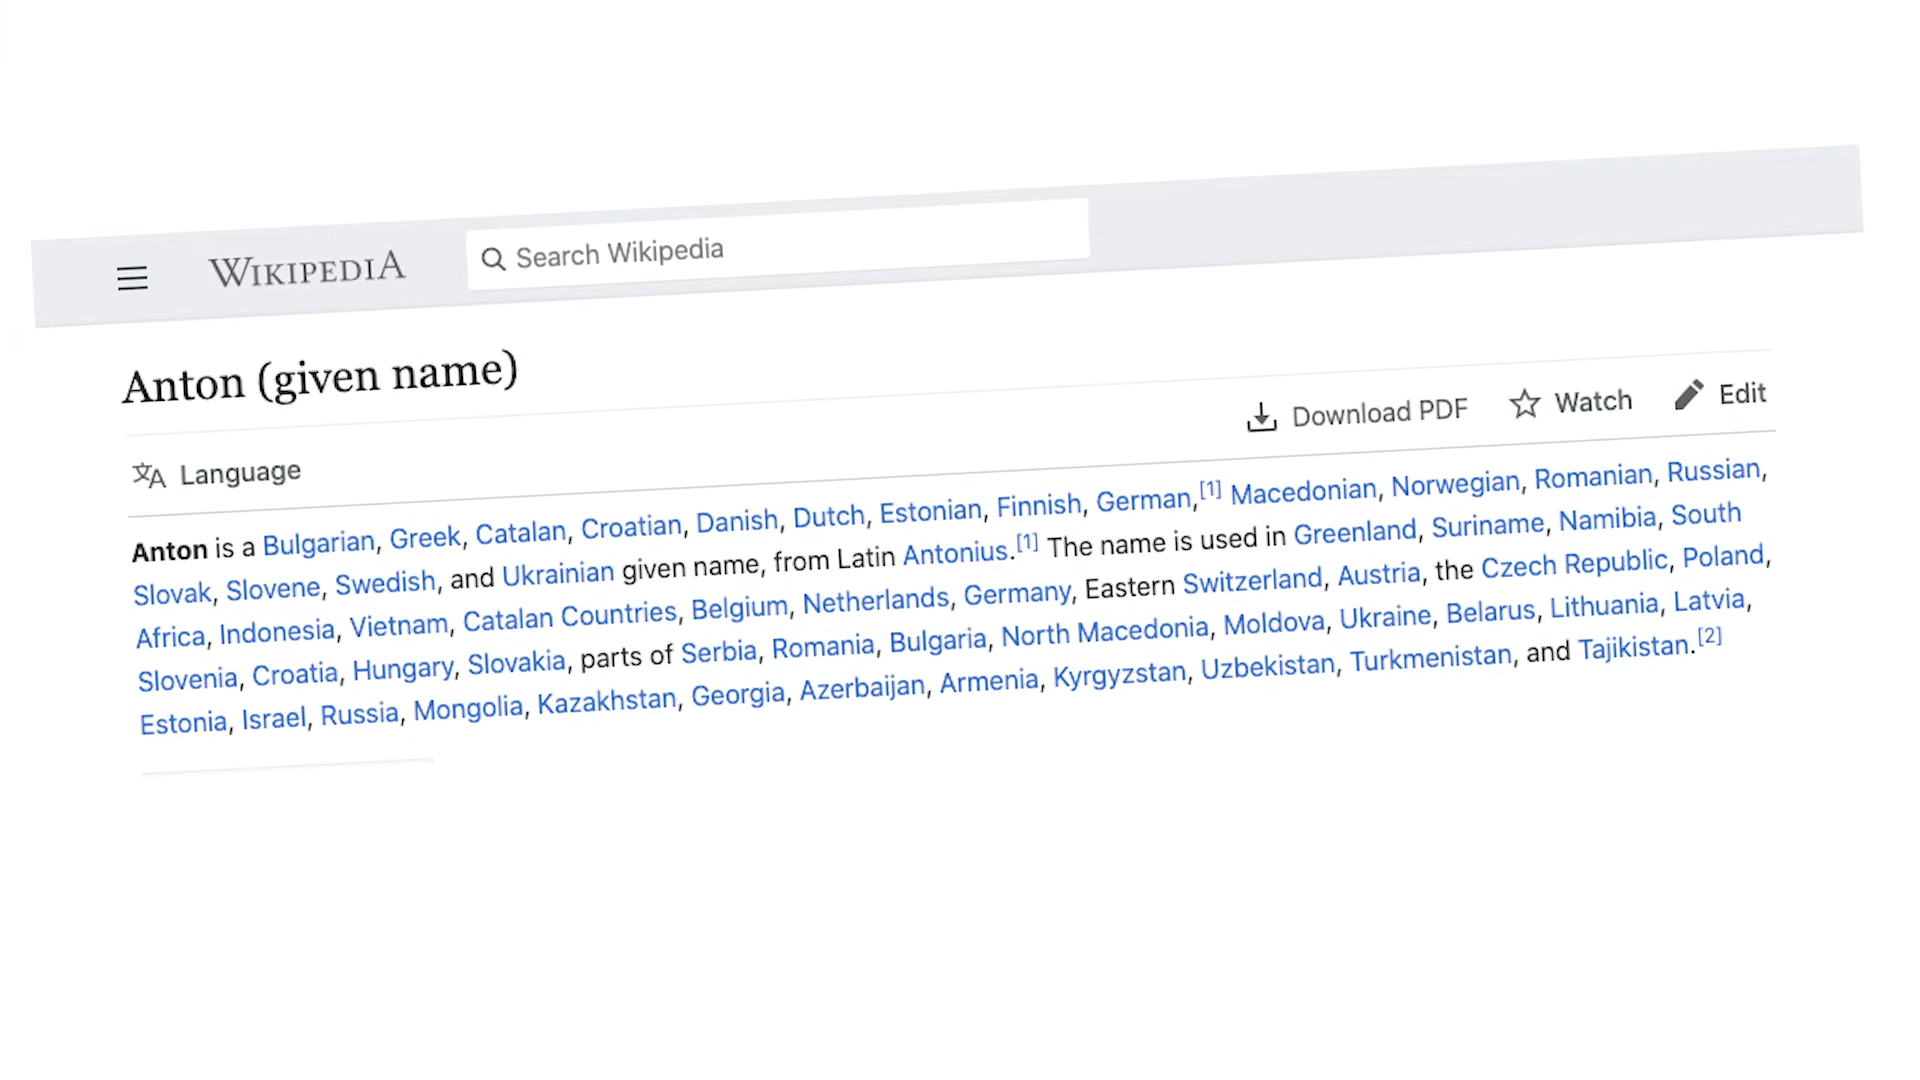 WIKIPEDIA
Search Wikipedia
Anton (given name)
Language
Download PDF
Watch
Edit
Anton is a Bulgarian, Greek, Catalan, Croatian, Danish, Dutch, Estonian, Finnish, German,[1] Macedonian, Norwegian, Romanian, Russian,
Slovak, Slovene, Swedish, and Ukrainian given name, from Latin Antonius.[1] The name is used in Greenland, Suriname, Namibia, South
Africa, Indonesia, Vietnam, Catalan Countries, Belgium, Netherlands, Germany, Eastern Switzerland, Austria, the Czech Republic, Poland,
Slovenia, Croatia, Hungary, Slovakia, parts of Serbia, Romania, Bulgaria, North Macedonia, Moldova, Ukraine, Belarus, Lithuania, Latvia,
Estonia, Israel, Russia, Mongolia, Kazakhstan, Georgia, Azerbaijan, Armenia, Kyrgyzstan, Uzbekistan, Turkmenistan, and Tajikistan.[2]